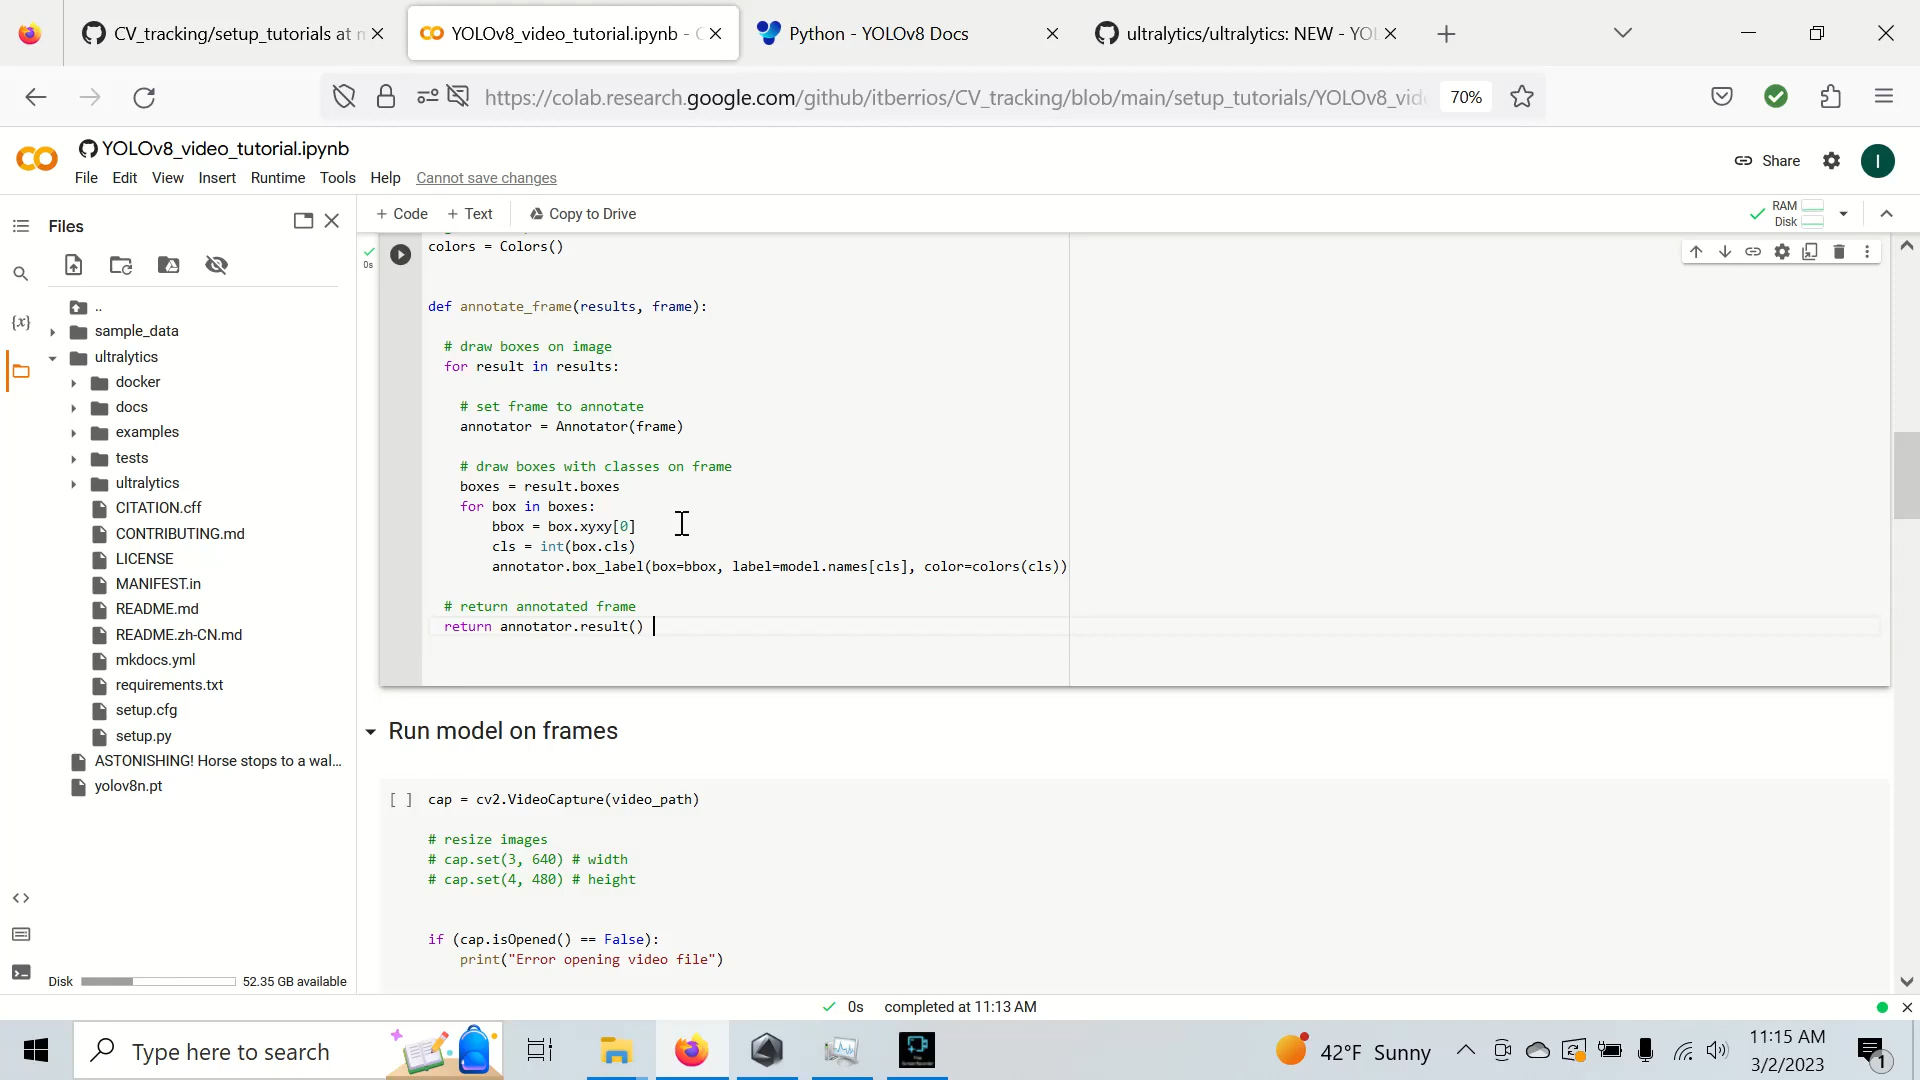 CV_tracking/setup_tutorials at m
YOLOv8_video_tutorial.ipynb - C
Python - YOLOv8 Docs
ultralytics/ultralytics: NEW - YOL
https://colab.research.google.com/github/itberrios/CV_tracking/blob/main/setup_tutorials/YOLOv8_vid
70%
YOLOv8_video_tutorial.ipynb
File Edit View Insert Runtime Tools Help Cannot save changes
Share
I
Files
+ Code + Text Copy to Drive
RAM
Disk
..
sample_data
ultralytics
docker
docs
examples
tests
ultralytics
CITATION.cff
CONTRIBUTING.md
LICENSE
MANIFEST.in
README.md
README.zh-CN.md
mkdocs.yml
requirements.txt
setup.cfg
setup.py
ASTONISHING! Horse stops to a wal...
yolov8n.pt
Disk 52.35 GB available
{x}
0s
colors = Colors()
def annotate_frame(results, frame):
# draw boxes on image
for result in results:
# set frame to annotate
annotator = Annotator(frame)
# draw boxes with classes on frame
boxes = result.boxes
for box in boxes:
bbox = box.xyxy[0]
cls = int(box.cls)
annotator.box_label(box=bbox, label=model.names[cls], color=colors(cls))
# return annotated frame
return annotator.result()
Run model on frames
[ ] cap = cv2.VideoCapture(video_path)
# resize images
# cap.set(3, 640) # width
# cap.set(4, 480) # height
if (cap.isOpened() == False):
print("Error opening video file")
0s completed at 11:13 AM
Type here to search
42°F Sunny
11:15 AM
3/2/2023
1